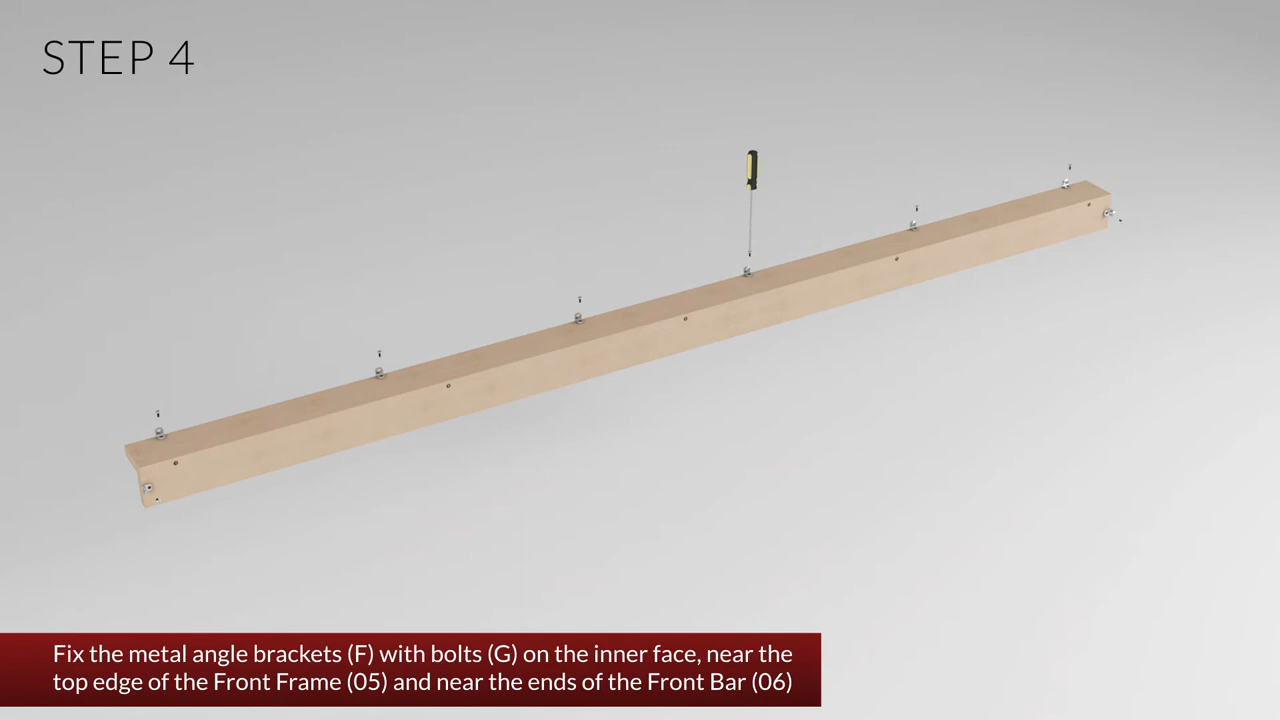 STEP 4
Fix the metal angle brackets (F) with bolts (G) on the inner face, near the
top edge of the Front Frame (05) and near the ends of the Front Bar (06)